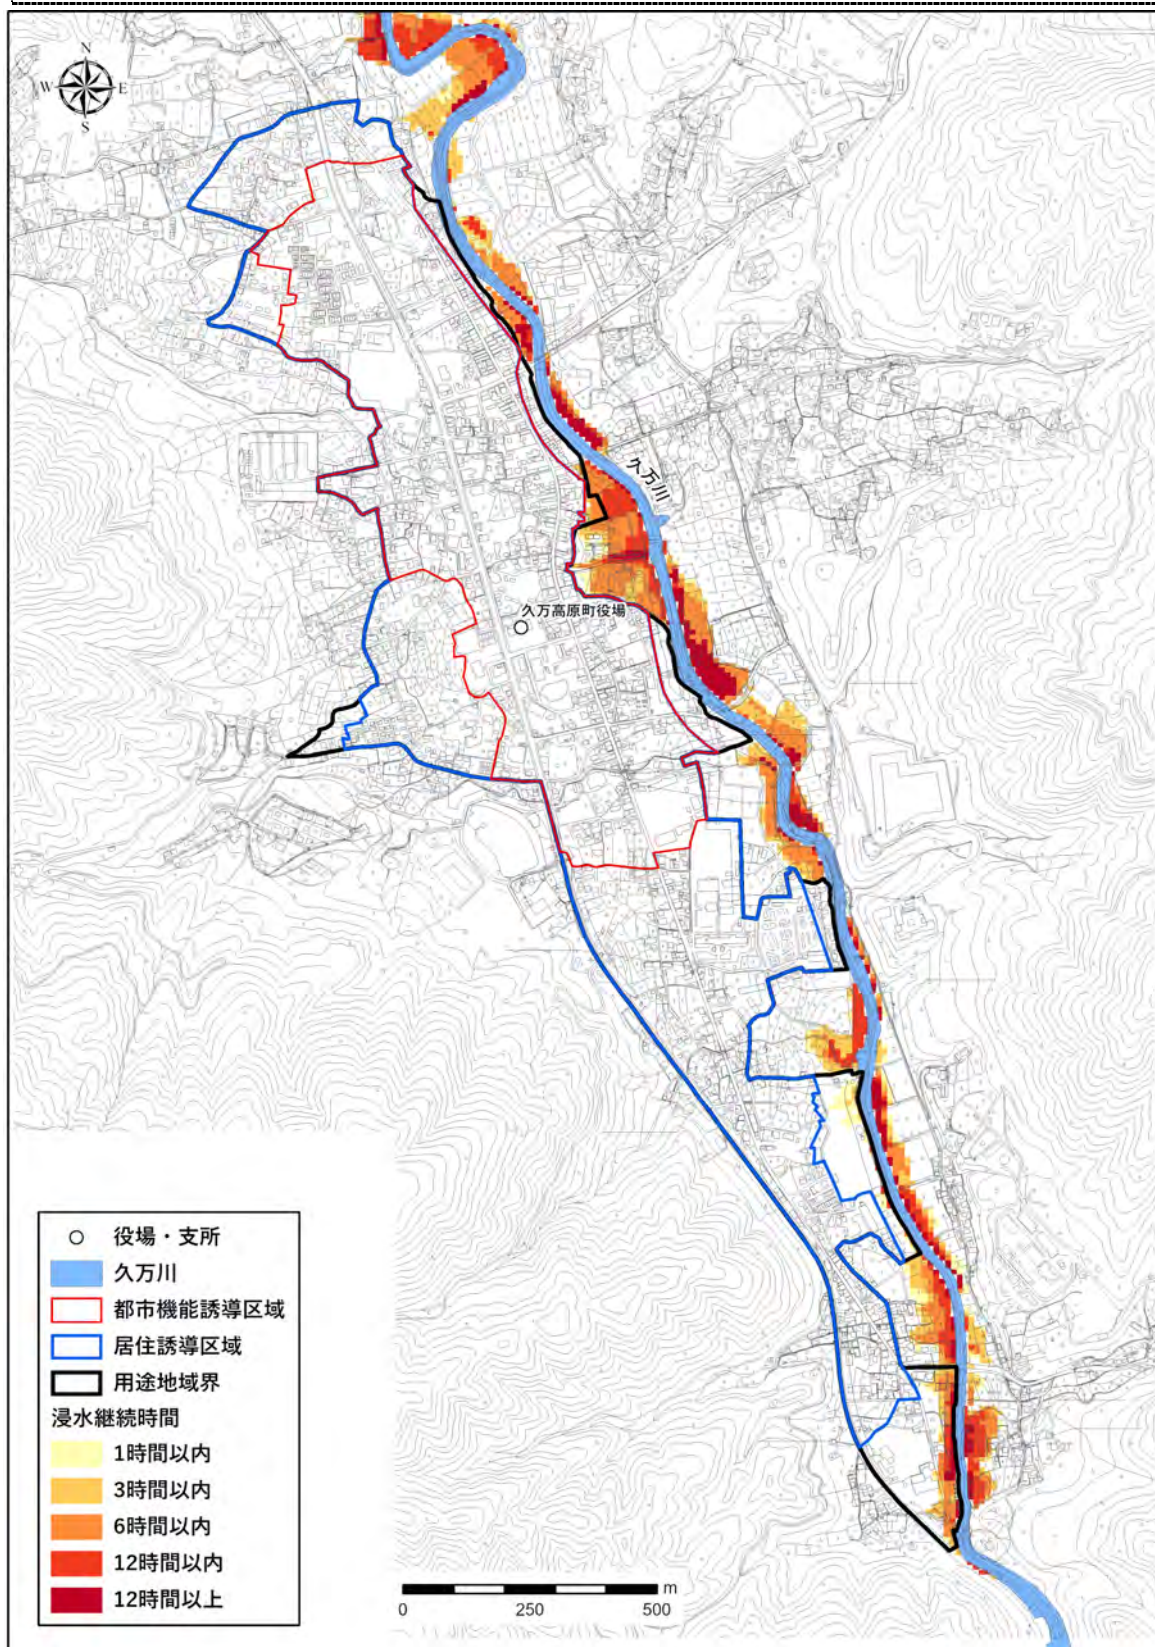 N
W
E
S
久万川
久万高原町役場
役場・支所
久万川
都市機能誘導区域
居住誘導区域
用途地域界
浸水継続時間
1時間以内
3時間以内
6時間以内
12時間以内
12時間以上
m
0 250 500